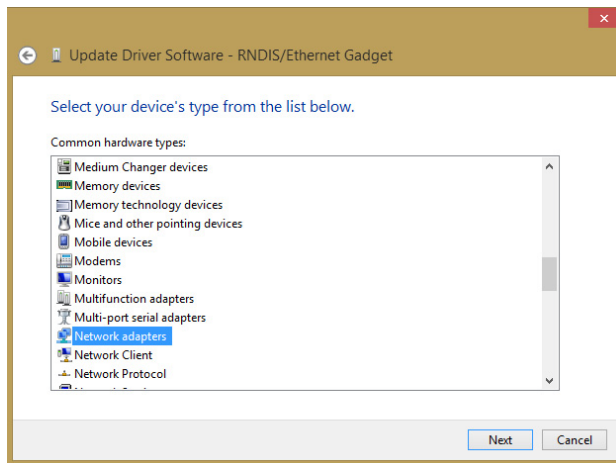 Update Driver Software - RNDIS/Ethernet Gadget
Select your device's type from the list below.
Common hardware types:
Medium Changer devices
Memory devices
Memory technology devices
Mice and other pointing devices
Mobile devices
Modems
Monitors
Multifunction adapters
Multi-port serial adapters
Network adapters
Network Client
Network Protocol
Next Cancel